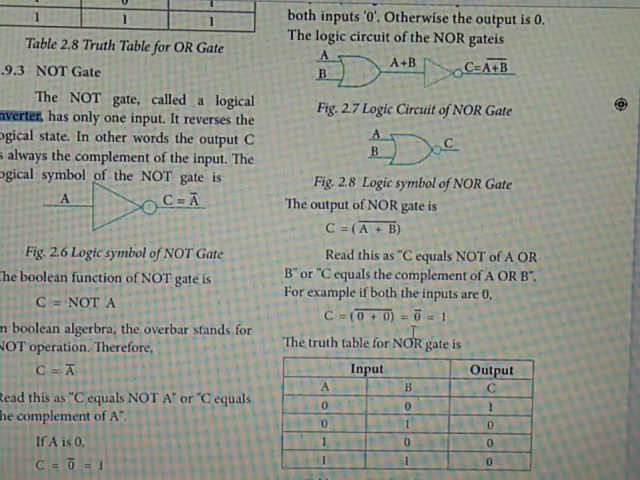 1 1 1
Table 2.8 Truth Table for OR Gate
.9.3 NOT Gate
The NOT gate, called a logical
nverter, has only one input. It reverses the
ogical state. In other words the output C
s always the complement of the input. The
ogical symbol of the NOT gate is
A C = A̅
Fig. 2.6 Logic symbol of NOT Gate
he boolean function of NOT gate is
C = NOT A
n boolean algerbra, the overbar stands for
NOT operation. Therefore,
C = A̅
Read this as "C equals NOT A" or "C equals
he complement of A".
If A is 0,
C = 0̅ = 1
both inputs '0'. Otherwise the output is 0.
The logic circuit of the NOR gateis
A
B
A+B
C=A̅+̅B̅
Fig. 2.7 Logic Circuit of NOR Gate
A
B
C
Fig. 2.8 Logic symbol of NOR Gate
The output of NOR gate is
C = ( A̅ ̅+̅ ̅B̅)
Read this as "C equals NOT of A OR
B" or "C equals the complement of A OR B".
For example if both the inputs are 0,
C = (0̅ ̅+̅ ̅0̅) = 0̅ = 1
The truth table for NOR gate is
Input Output
A B C
0 0 1
0 1 0
1 0 0
1 1 0